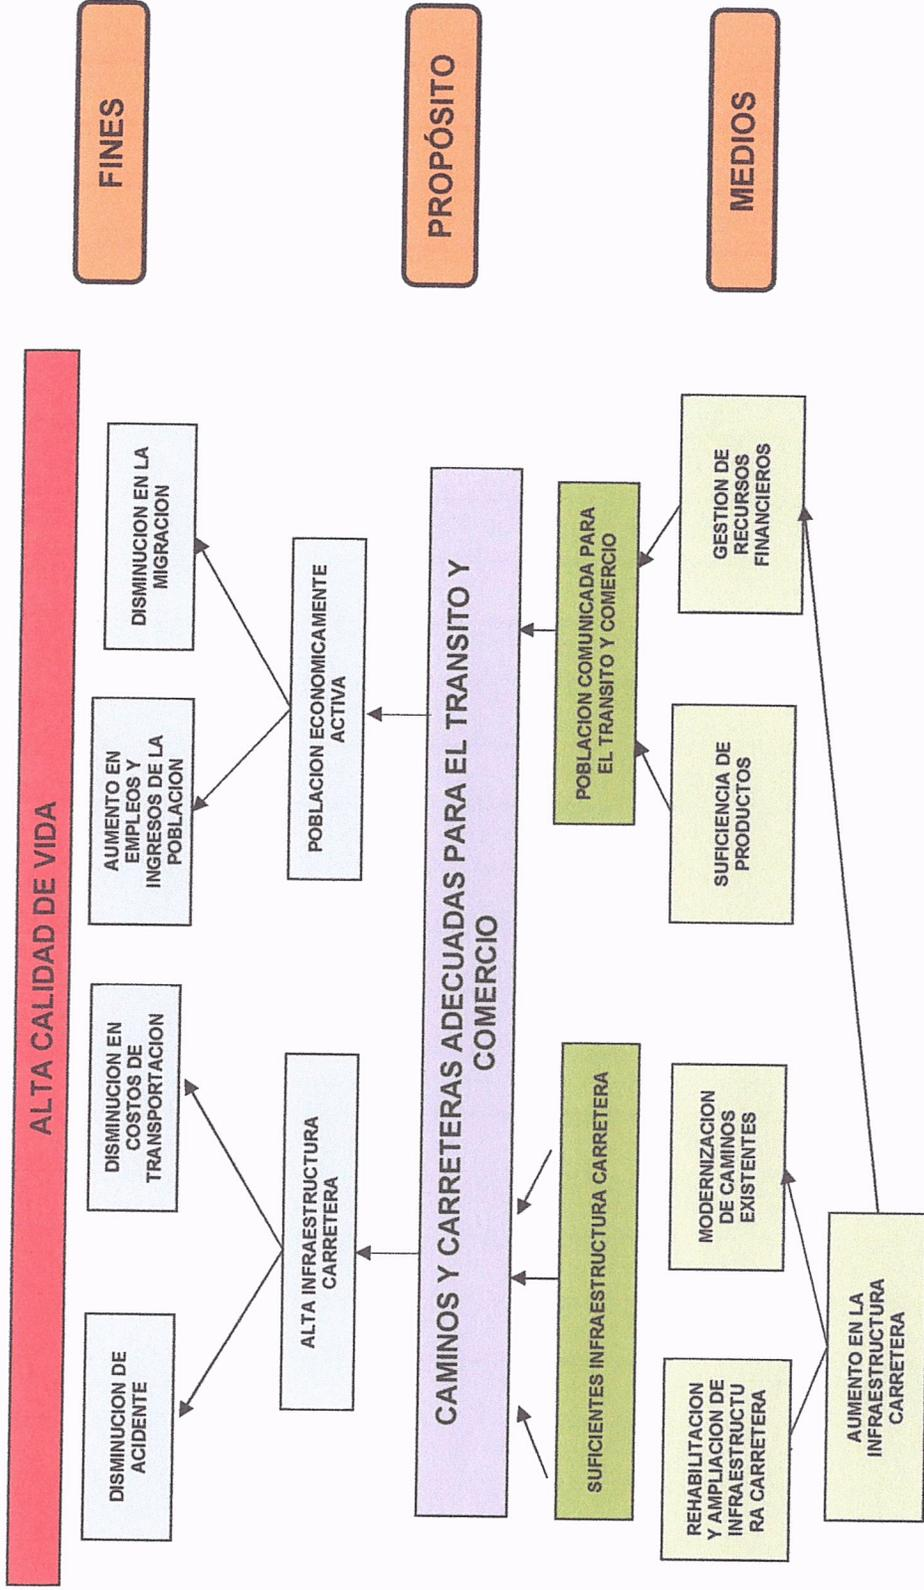 ALTA CALIDAD DE VIDA
FINES
DISMINUCION DE
ACIDENTE
DISMINUCION EN
COSTOS DE
TRANSPORTACION
AUMENTO EN
EMPLEOS Y
INGRESOS DE LA
POBLACION
DISMINUCION EN LA
MIGRACION
ALTA INFRAESTRUCTURA
CARRETERA
POBLACION ECONOMICAMENTE
ACTIVA
PROPÓSITO
CAMINOS Y CARRETERAS ADECUADAS PARA EL TRANSITO Y
COMERCIO
SUFICIENTES INFRAESTRUCTURA CARRETERA
POBLACION COMUNICADA PARA
EL TRANSITO Y COMERCIO
MEDIOS
REHABILITACION
Y AMPLIACION DE
INFRAESTRUCTU
RA CARRETERA
MODERNIZACION
DE CAMINOS
EXISTENTES
SUFICIENCIA DE
PRODUCTOS
GESTION DE
RECURSOS
FINANCIEROS
AUMENTO EN LA
INFRAESTRUCTURA
CARRETERA